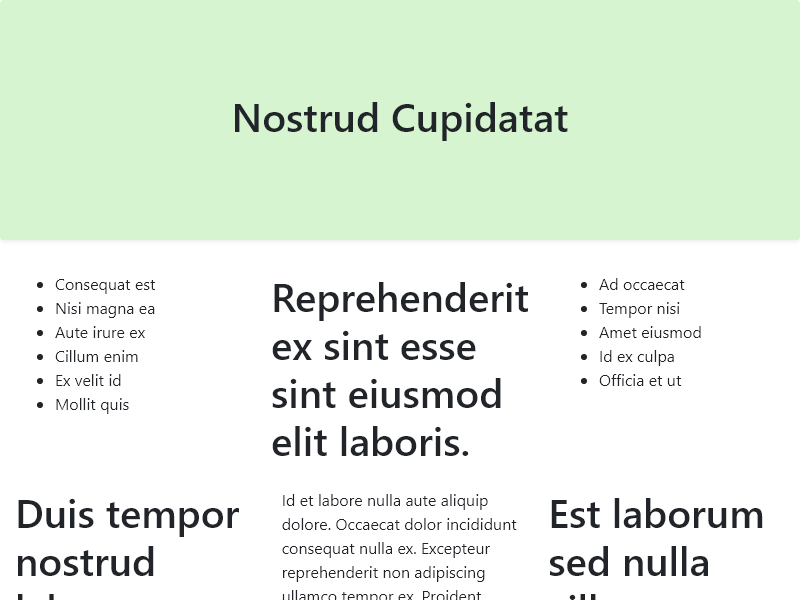 Nostrud Cupidatat
Consequat est
Nisi magna ea
Aute irure ex
Cillum enim
Ex velit id
Mollit quis
Reprehenderit
ex sint esse
sint eiusmod
elit laboris.
Ad occaecat
Tempor nisi
Amet eiusmod
Id ex culpa
Officia et ut
Duis tempor
nostrud
Id et labore nulla aute aliquip
dolore. Occaecat dolor incididunt
consequat nulla ex. Excepteur
reprehenderit non adipiscing
ullamco tempor ex. Proident
Est laborum
sed nulla